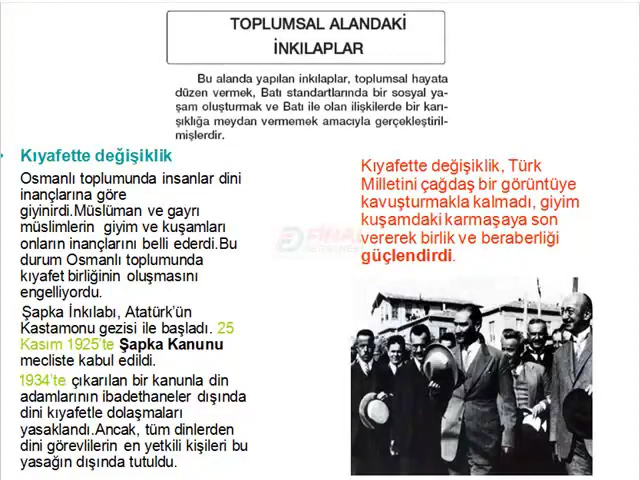 TOPLUMSAL ALANDAKİ
İNKILAPLAR
Bu alanda yapılan inkılaplar, toplumsal hayata
düzen vermek, Batı standartlarında bir sosyal ya-
şam oluşturmak ve Batı ile olan ilişkilerde bir karı-
şıklığa meydan vermemek amacıyla gerçekleştiril-
mişlerdir.
Kıyafette değişiklik
Osmanlı toplumunda insanlar dini
inançlarına göre
giyinirdi.Müslüman ve gayrı
müslimlerin giyim ve kuşamları
onların inançlarını belli ederdi.Bu
durum Osmanlı toplumunda
kıyafet birliğinin oluşmasını
engelliyordu.
Şapka İnkılabı, Atatürk'ün
Kastamonu gezisi ile başladı. 25
Kasım 1925'te Şapka Kanunu
mecliste kabul edildi.
1934'te çıkarılan bir kanunla din
adamlarının ibadethaneler dışında
dini kıyafetle dolaşmaları
yasaklandı.Ancak, tüm dinlerden
dini görevlilerin en yetkili kişileri bu
yasağın dışında tutuldu.
Kıyafette değişiklik, Türk
Milletini çağdaş bir görüntüye
kavuşturmakla kalmadı, giyim
kuşamdaki karmaşaya son
vererek birlik ve beraberliği
güçlendirdi.